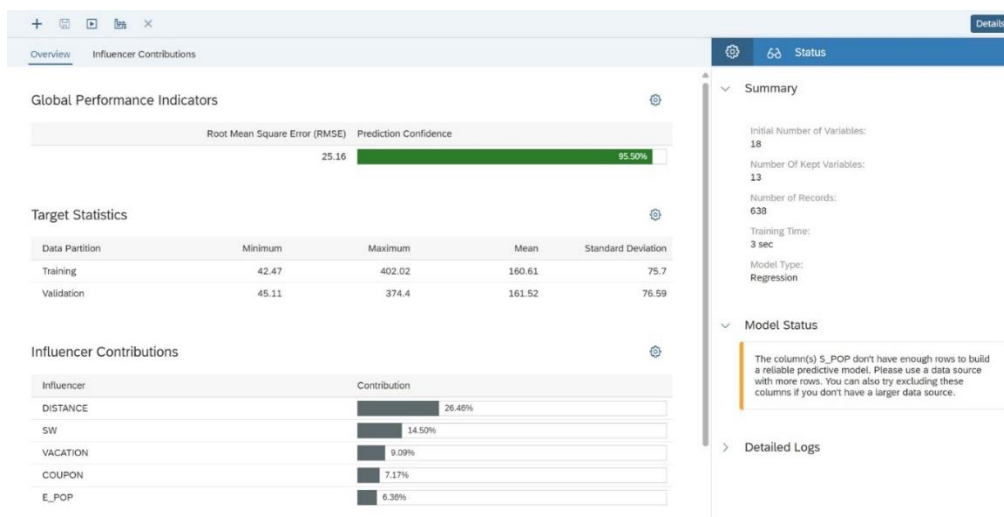 Details
Overview Influencer Contributions
Status
Global Performance Indicators
Root Mean Square Error (RMSE) Prediction Confidence
25.16 95.50%
Target Statistics
Data Partition Minimum Maximum Mean Standard Deviation
Training 42.47 402.02 160.61 75.7
Validation 45.11 374.4 161.52 76.59
Influencer Contributions
Influencer Contribution
DISTANCE 26.46%
SW 14.50%
VACATION 9.09%
COUPON 7.17%
E_POP 6.36%
Summary
Initial Number of Variables:
18
Number Of Kept Variables:
13
Number of Records:
638
Training Time:
3 sec
Model Type:
Regression
Model Status
The column(s) S_POP don't have enough rows to build
a reliable predictive model. Please use a data source
with more rows. You can also try excluding these
columns if you don't have a larger data source.
Detailed Logs